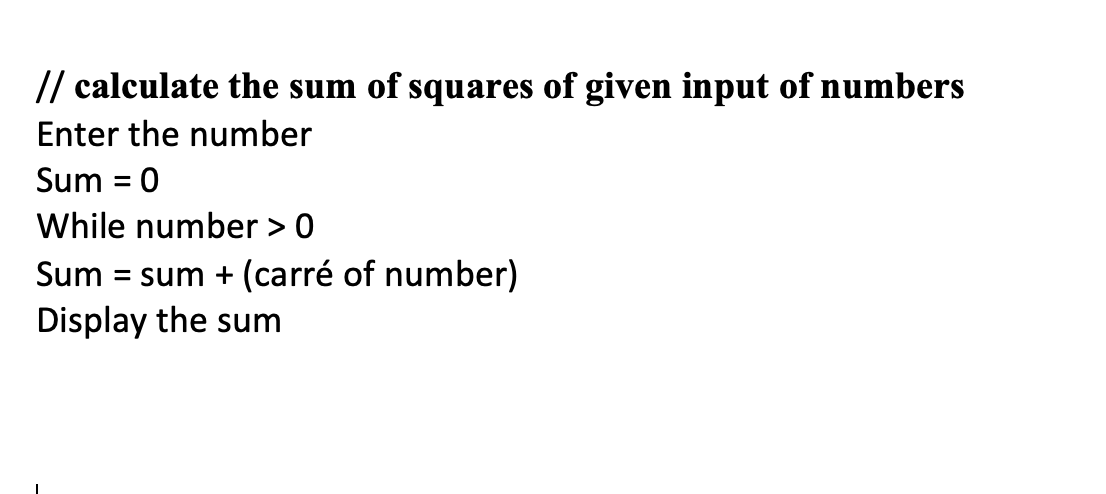 // calculate the sum of squares of given input of numbers
Enter the number
Sum = 0
While number > 0
Sum = sum + (carré of number)
Display the sum